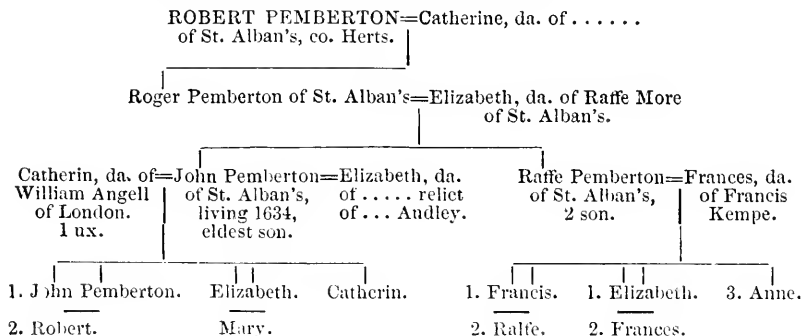 ROBERT PEMBERTON=Catherine, da. of . . . . . .
of St. Alban's, co. Herts.
Roger Pemberton of St. Alban's=Elizabeth, da. of Raffe More
of St. Alban's.
Catherin, da. of=John Pemberton=Elizabeth, da. Raffe Pemberton=Frances, da.
William Angell of St. Alban's, of . . . . . relict of St. Alban's, of Francis
of London. living 1634, of . . . Audley. 2 son. Kempe.
1 ux. eldest son.
1. John Pemberton. Elizabeth. Catherin. 1. Francis. 1. Elizabeth. 3. Anne.
2. Robert. Mary. 2. Ralfe. 2. Frances.